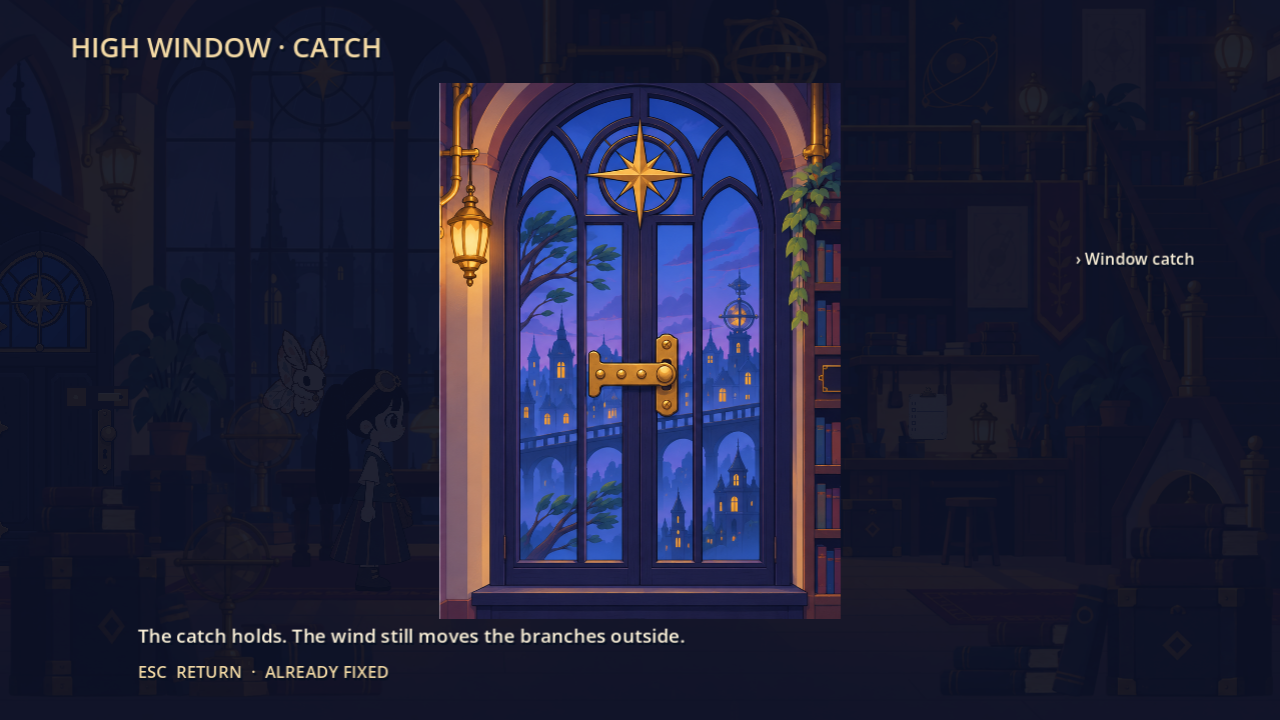 HIGH WINDOW · CATCH
› Window catch
The catch holds. The wind still moves the branches outside.
ESC RETURN · ALREADY FIXED